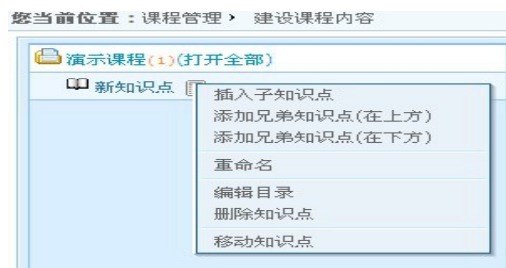 您当前位置：课程管理› 建设课程内容
演示课程(1)(打开全部)
新知识点
插入子知识点
添加兄弟知识点(在上方)
添加兄弟知识点(在下方)
重命名
编辑目录
删除知识点
移动知识点